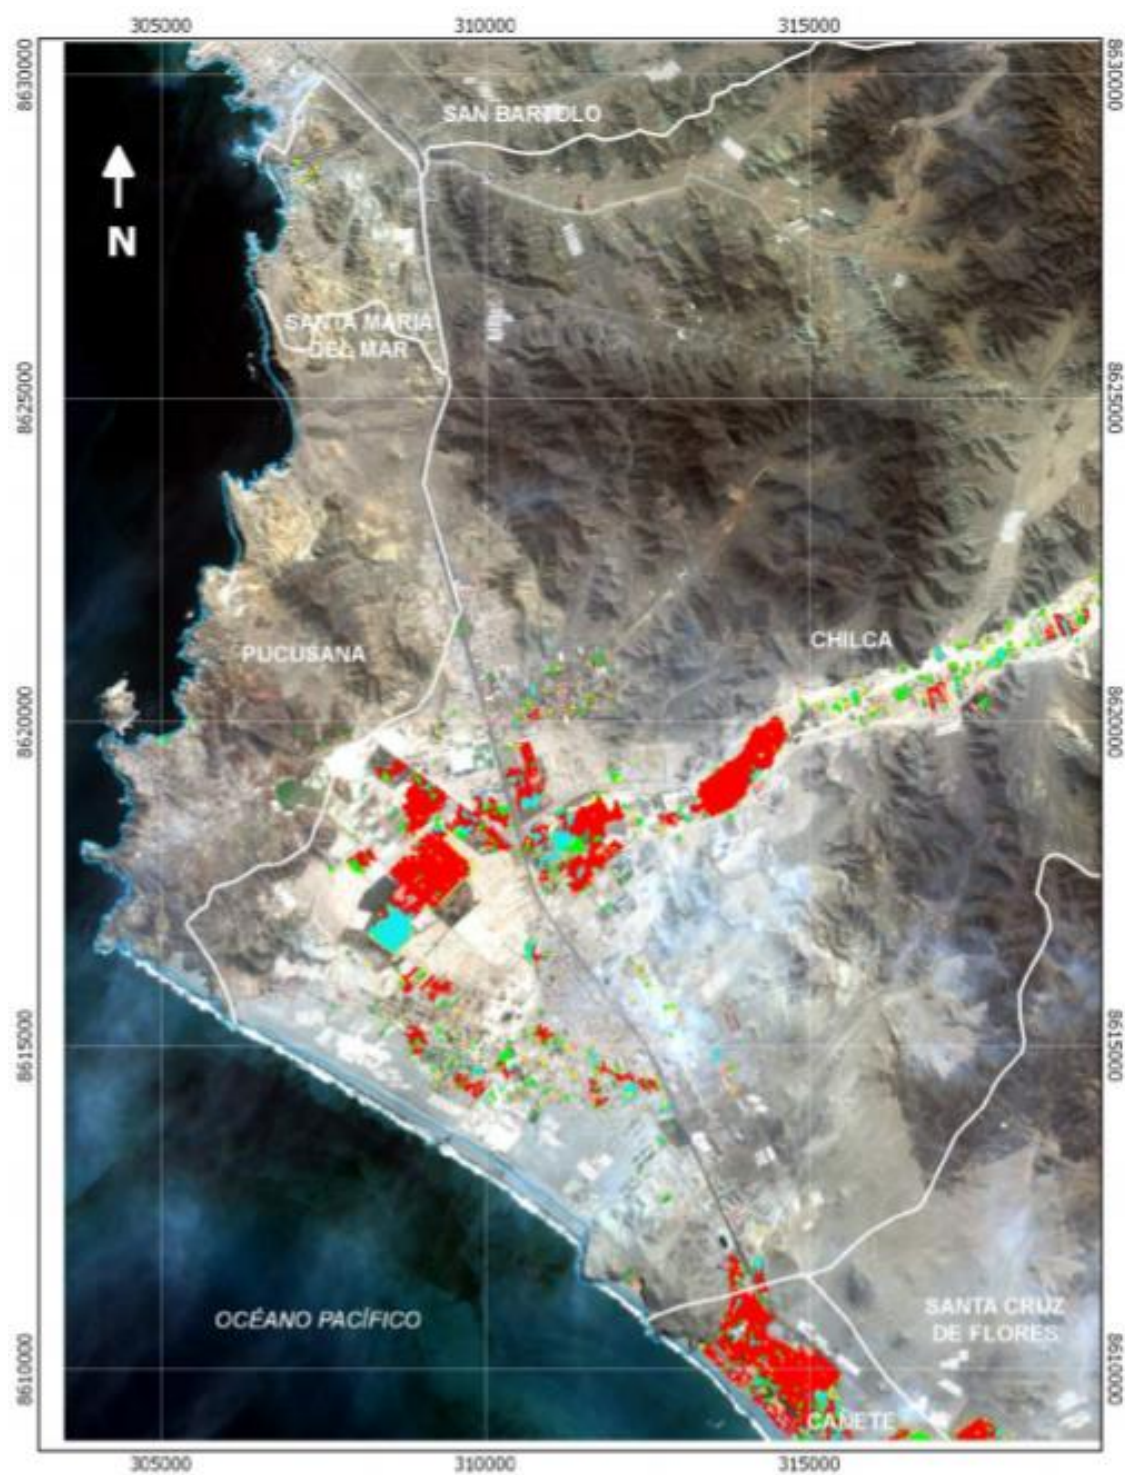 305000 310000 315000
8630000 8630000
SAN BARTOLO
N
SANTA MARIA
DEL MAR
8625000 8625000
PUCUSANA
CHILCA
8620000 8620000
8615000 8615000
OCÉANO PACÍFICO
SANTA CRUZ
DE FLORES
8610000 8610000
CAÑETE
305000 310000 315000